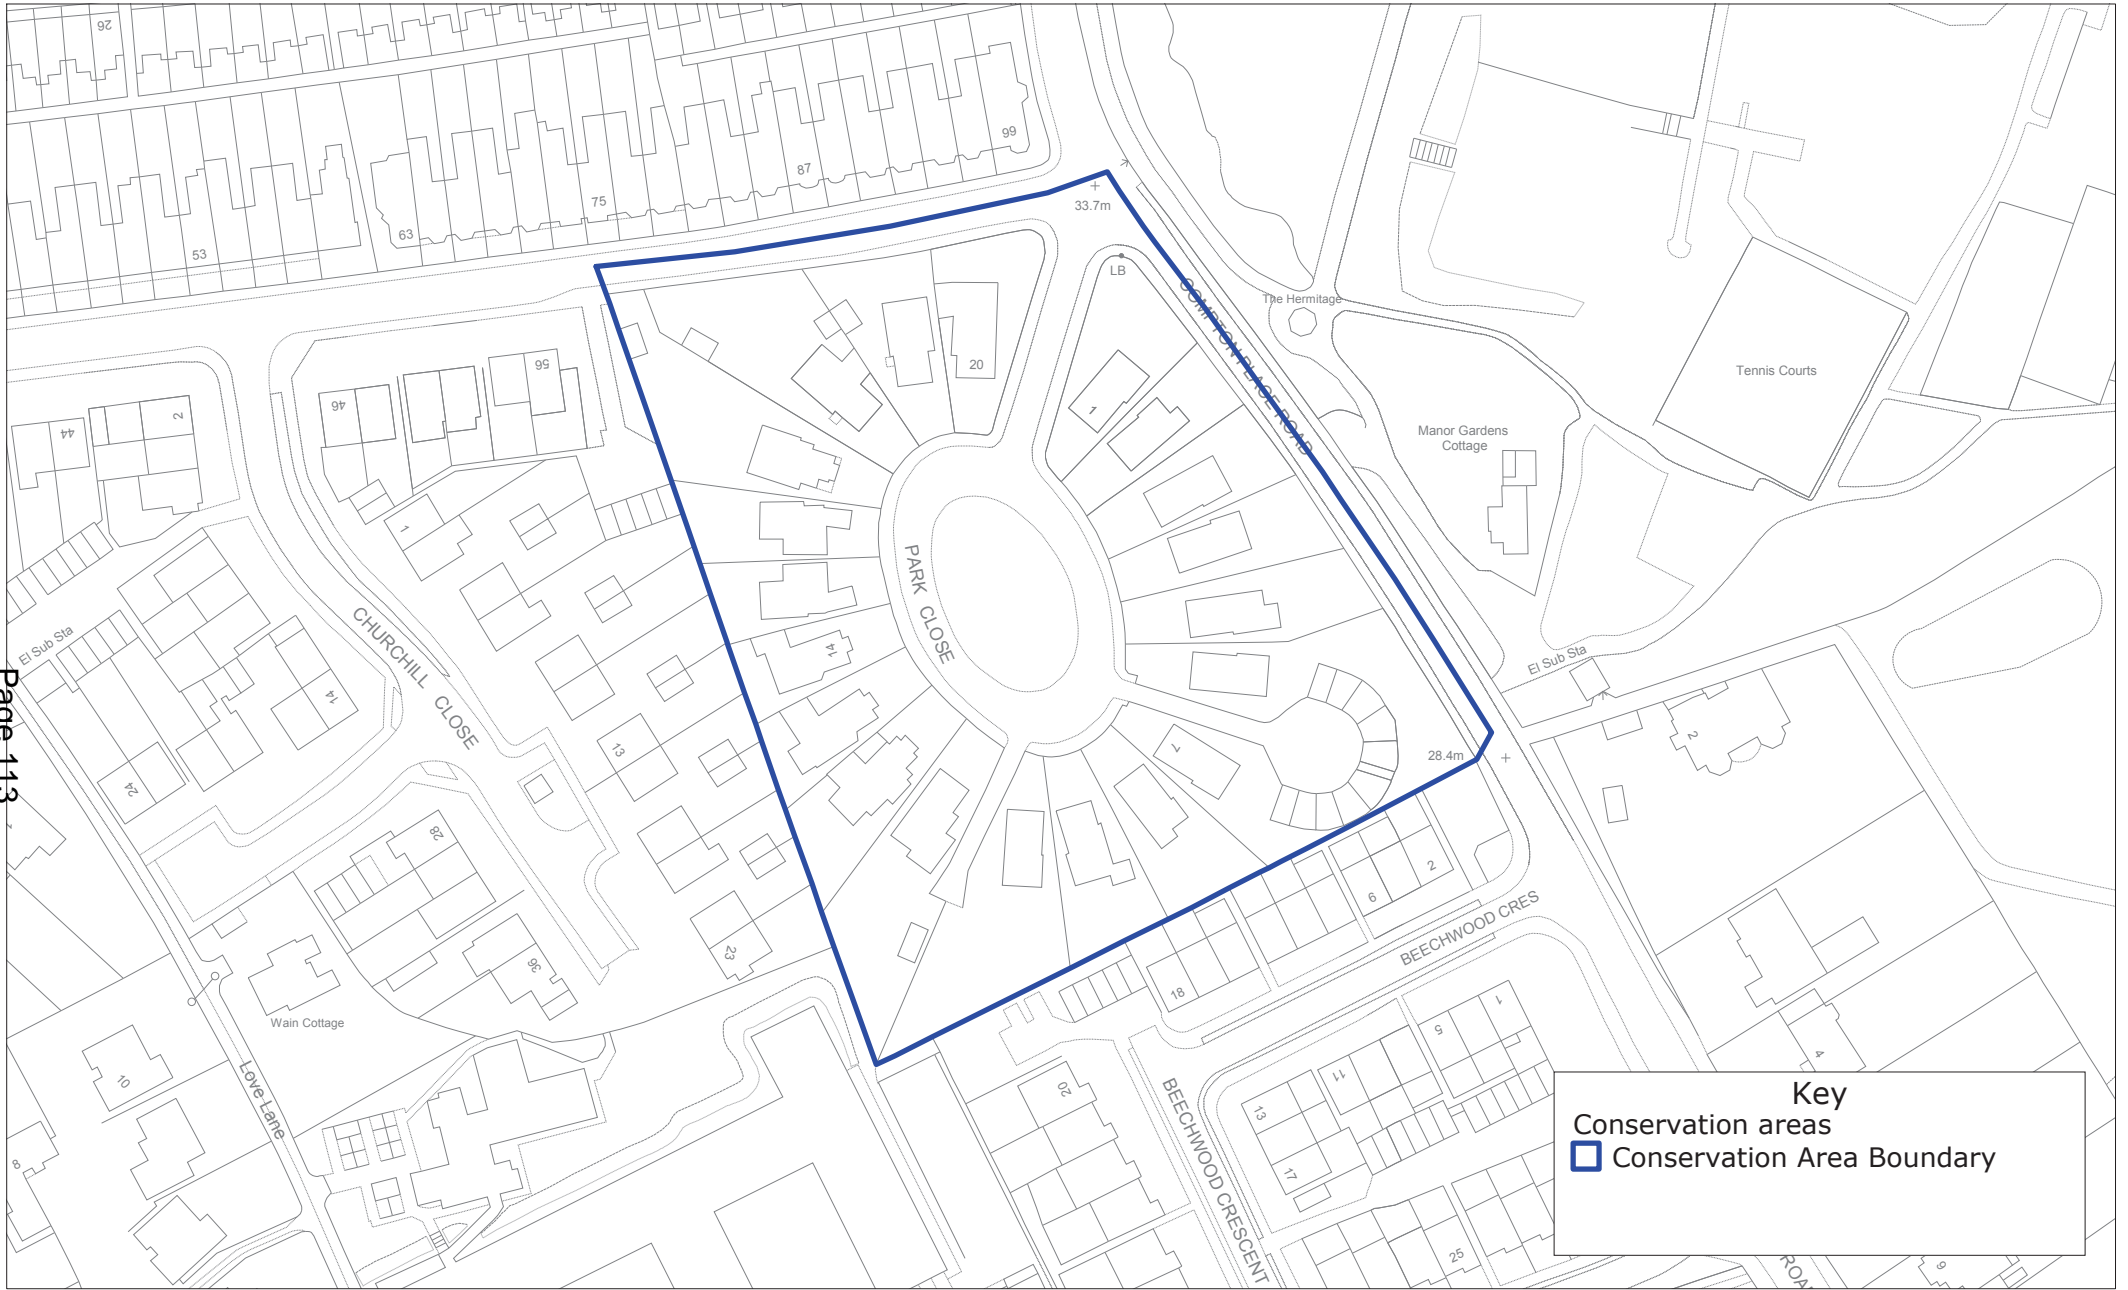 26
53
63
75
87
99
33.7m
LB
COMPTON PLACE ROAD
The Hermitage
Tennis Courts
Manor Gardens
Cottage
20
1
46
56
44
2
1
PARK CLOSE
CHURCHILL CLOSE
El Sub Sta
14
14
13
24
28
7
28.4m
El Sub Sta
2
2
6
23
36
18
BEECHWOOD CRES
Wain Cottage
Love Lane
10
8
20
BEECHWOOD CRESCENT
1
5
11
13
17
25
4
9
ROA
Page 113
Key
Conservation areas
Conservation Area Boundary